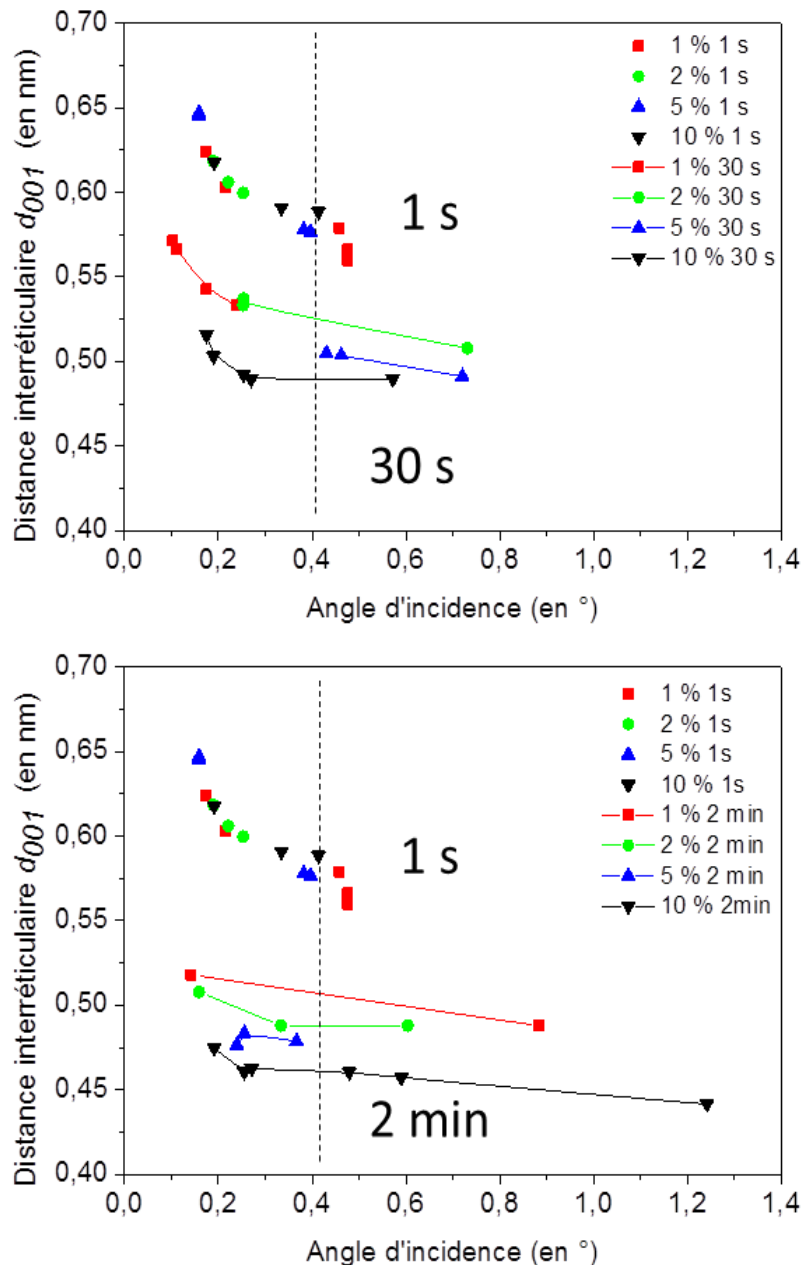 0,70
0,65
0,60
0,55
0,50
0,45
0,40
Distance interréticulaire d001 (en nm)
1 % 1 s
2 % 1 s
5 % 1 s
10 % 1 s
1 % 30 s
2 % 30 s
5 % 30 s
10 % 30 s
1 s
30 s
0,0 0,2 0,4 0,6 0,8 1,0 1,2 1,4
Angle d'incidence (en °)
0,70
0,65
0,60
0,55
0,50
0,45
0,40
Distance interréticulaire d001 (en nm)
1 % 1s
2 % 1s
5 % 1s
10 % 1s
1 % 2 min
2 % 2 min
5 % 2 min
10 % 2min
1 s
2 min
0,0 0,2 0,4 0,6 0,8 1,0 1,2 1,4
Angle d'incidence (en °)